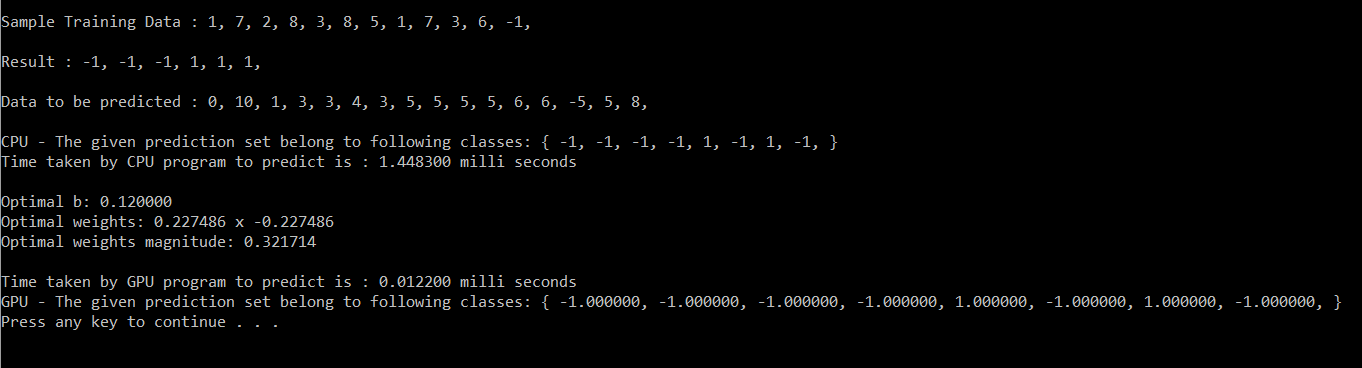 Sample Training Data : 1, 7, 2, 8, 3, 8, 5, 1, 7, 3, 6, -1,
Result : -1, -1, -1, 1, 1, 1,
Data to be predicted : 0, 10, 1, 3, 3, 4, 3, 5, 5, 5, 5, 6, 6, -5, 5, 8,
CPU - The given prediction set belong to following classes: { -1, -1, -1, -1, 1, -1, 1, -1, }
Time taken by CPU program to predict is : 1.448300 milli seconds
Optimal b: 0.120000
Optimal weights: 0.227486 x -0.227486
Optimal weights magnitude: 0.321714
Time taken by GPU program to predict is : 0.012200 milli seconds
GPU - The given prediction set belong to following classes: { -1.000000, -1.000000, -1.000000, -1.000000, 1.000000, -1.000000, 1.000000, -1.000000, }
Press any key to continue . . .